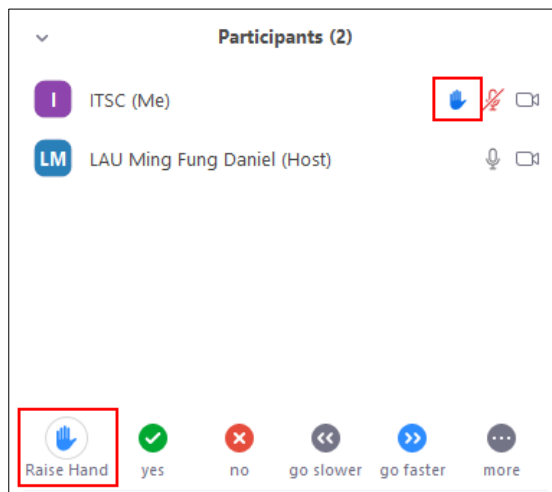 Participants (2)
I ITSC (Me)
LM LAU Ming Fung Daniel (Host)
Raise Hand yes no go slower go faster more